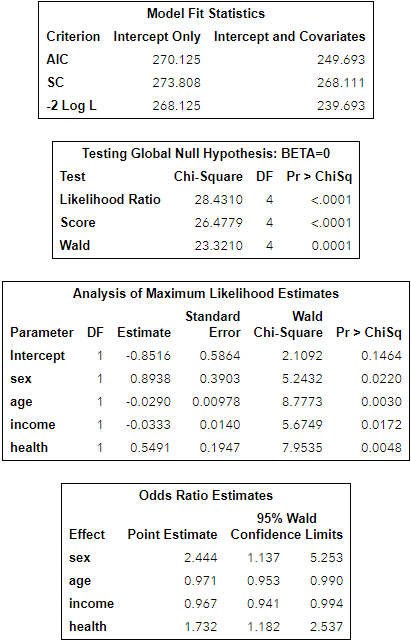 Model Fit Statistics
Criterion Intercept Only Intercept and Covariates
AIC 270.125 249.693
SC 273.808 268.111
-2 Log L 268.125 239.693
Testing Global Null Hypothesis: BETA=0
Test Chi-Square DF Pr > ChiSq
Likelihood Ratio 28.4310 4 <.0001
Score 26.4779 4 <.0001
Wald 23.3210 4 0.0001
Analysis of Maximum Likelihood Estimates
Standard Wald
Parameter DF Estimate Error Chi-Square Pr > ChiSq
Intercept 1 -0.8516 0.5864 2.1092 0.1464
sex 1 0.8938 0.3903 5.2432 0.0220
age 1 -0.0290 0.00978 8.7773 0.0030
income 1 -0.0333 0.0140 5.6749 0.0172
health 1 0.5491 0.1947 7.9535 0.0048
Odds Ratio Estimates
95% Wald
Effect Point Estimate Confidence Limits
sex 2.444 1.137 5.253
age 0.971 0.953 0.990
income 0.967 0.941 0.994
health 1.732 1.182 2.537